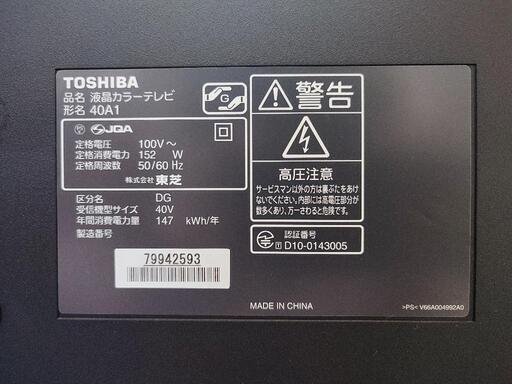 TOSHIBA
品名 液晶カラーテレビ
形名 40A1
G
JQA
定格電圧 100V～
定格消費電力 152 W
定格周波数 50/60 Hz
株式会社 東芝
区分名 DG
受信機型サイズ 40V
年間消費電力量 147 kWh/年
製造番号
79942593
警告
高圧注意
サービスマン以外の方は裏ぶたをあけないでください。内部には高電圧部分が数多くあり、万一さわると危険です。
認証番号
T D10-0143005
MADE IN CHINA
>PS< V66A004992A0